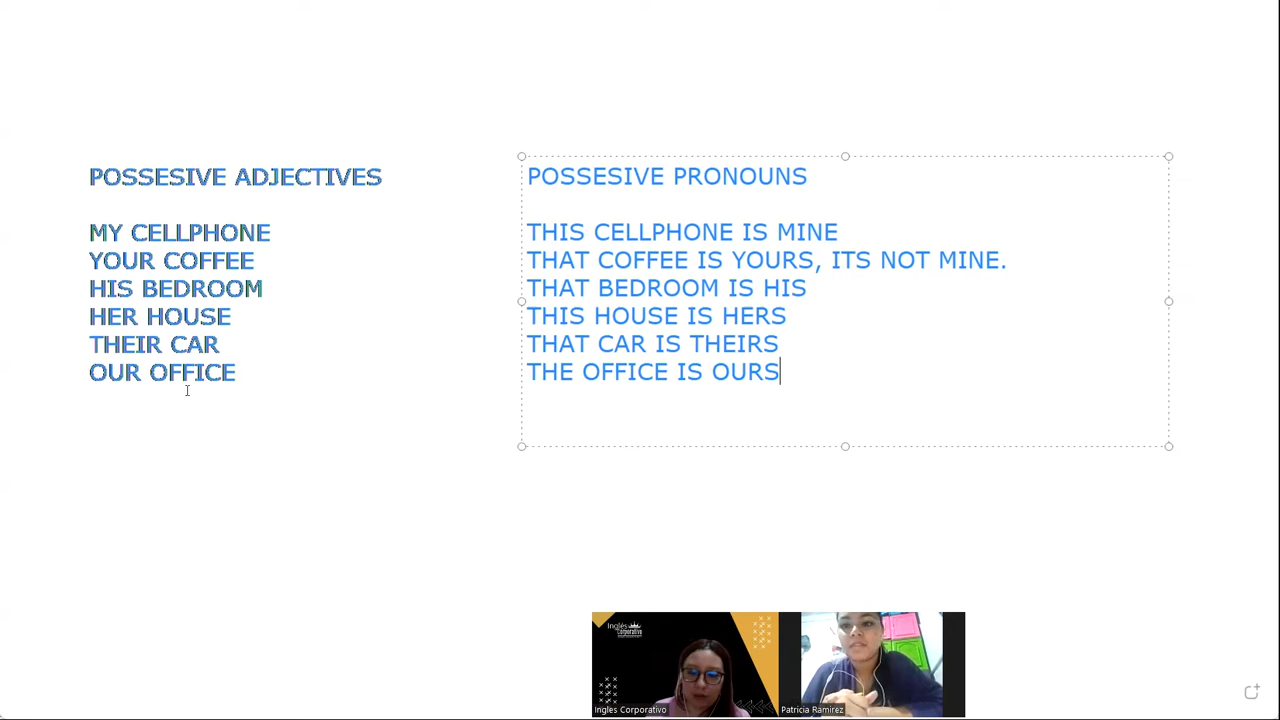 POSSESIVE ADJECTIVES
MY CELLPHONE
YOUR COFFEE
HIS BEDROOM
HER HOUSE
THEIR CAR
OUR OFFICE
POSSESIVE PRONOUNS
THIS CELLPHONE IS MINE
THAT COFFEE IS YOURS, ITS NOT MINE.
THAT BEDROOM IS HIS
THIS HOUSE IS HERS
THAT CAR IS THEIRS
THE OFFICE IS OURS
Inglés
Corporativo
Ingles Corporativo
Patricia Ramirez